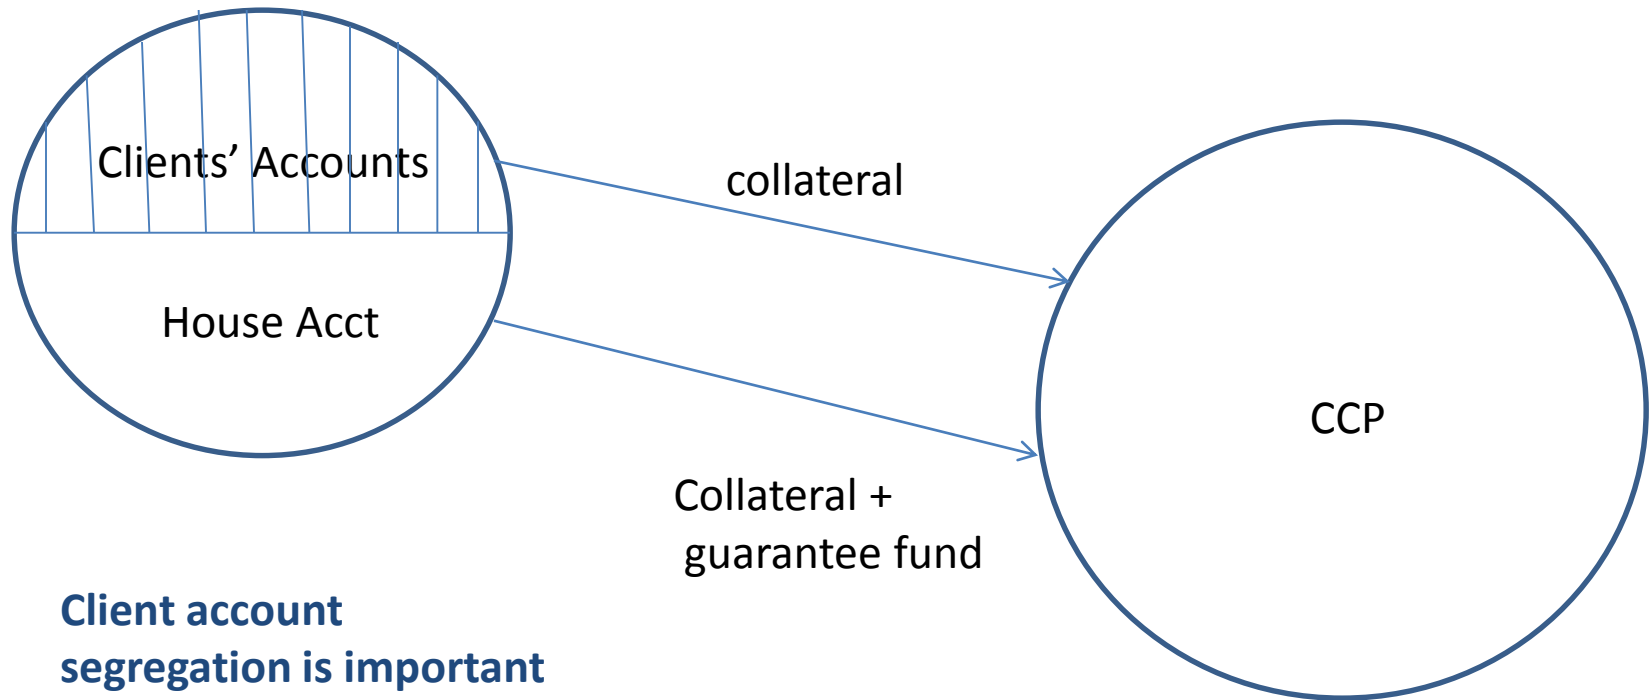 Clients’ Accounts
collateral
House Acct
CCP
Collateral +
guarantee fund
Client account
segregation is important